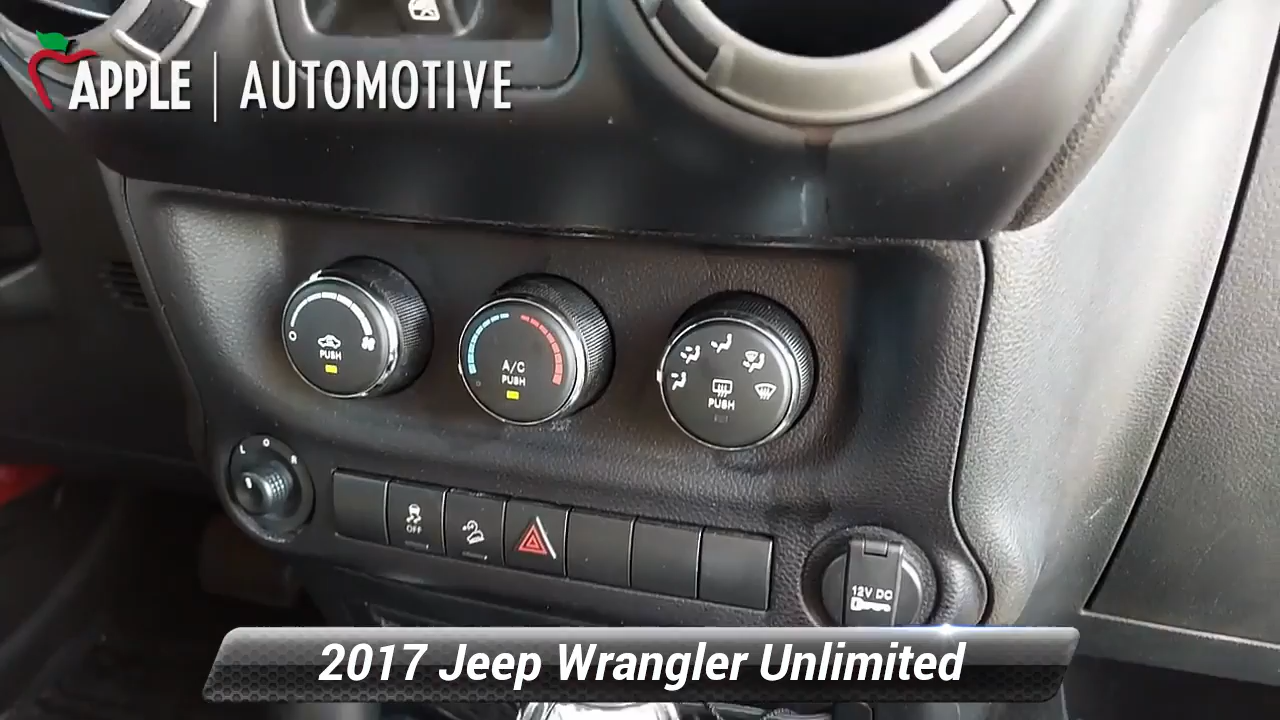 APPLE | AUTOMOTIVE
PUSH
A/C
PUSH
PUSH
L O R
OFF
12V DC
2017 Jeep Wrangler Unlimited